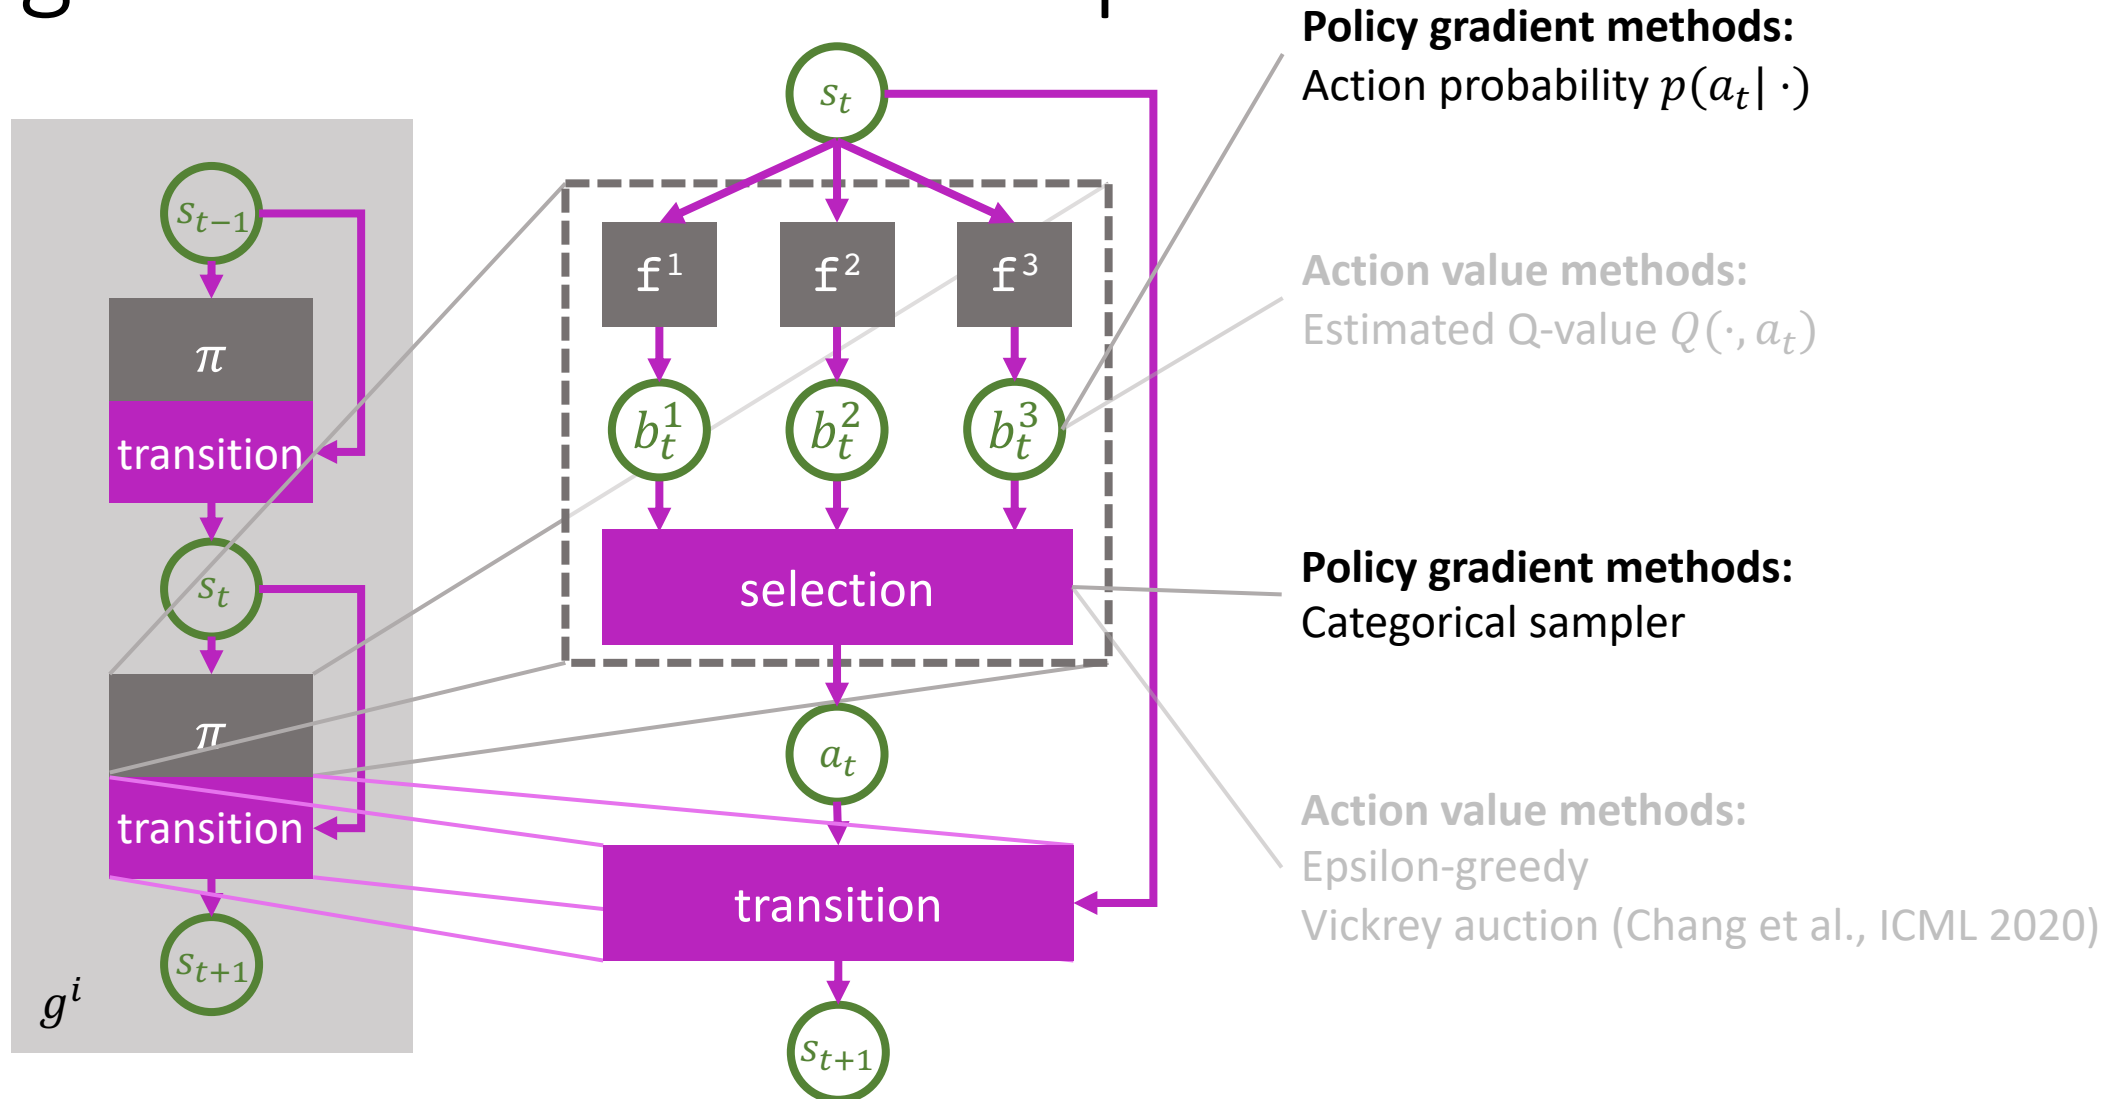 s_{t−1}
π
transition
s_t
π
transition
s_{t+1}
g^i
s_t
f^1 f^2 f^3
b_t^1 b_t^2 b_t^3
selection
a_t
transition
s_{t+1}
Policy gradient methods:
Action probability p(a_t| ·)
Action value methods:
Estimated Q-value Q(·, a_t)
Policy gradient methods:
Categorical sampler
Action value methods:
Epsilon-greedy
Vickrey auction (Chang et al., ICML 2020)